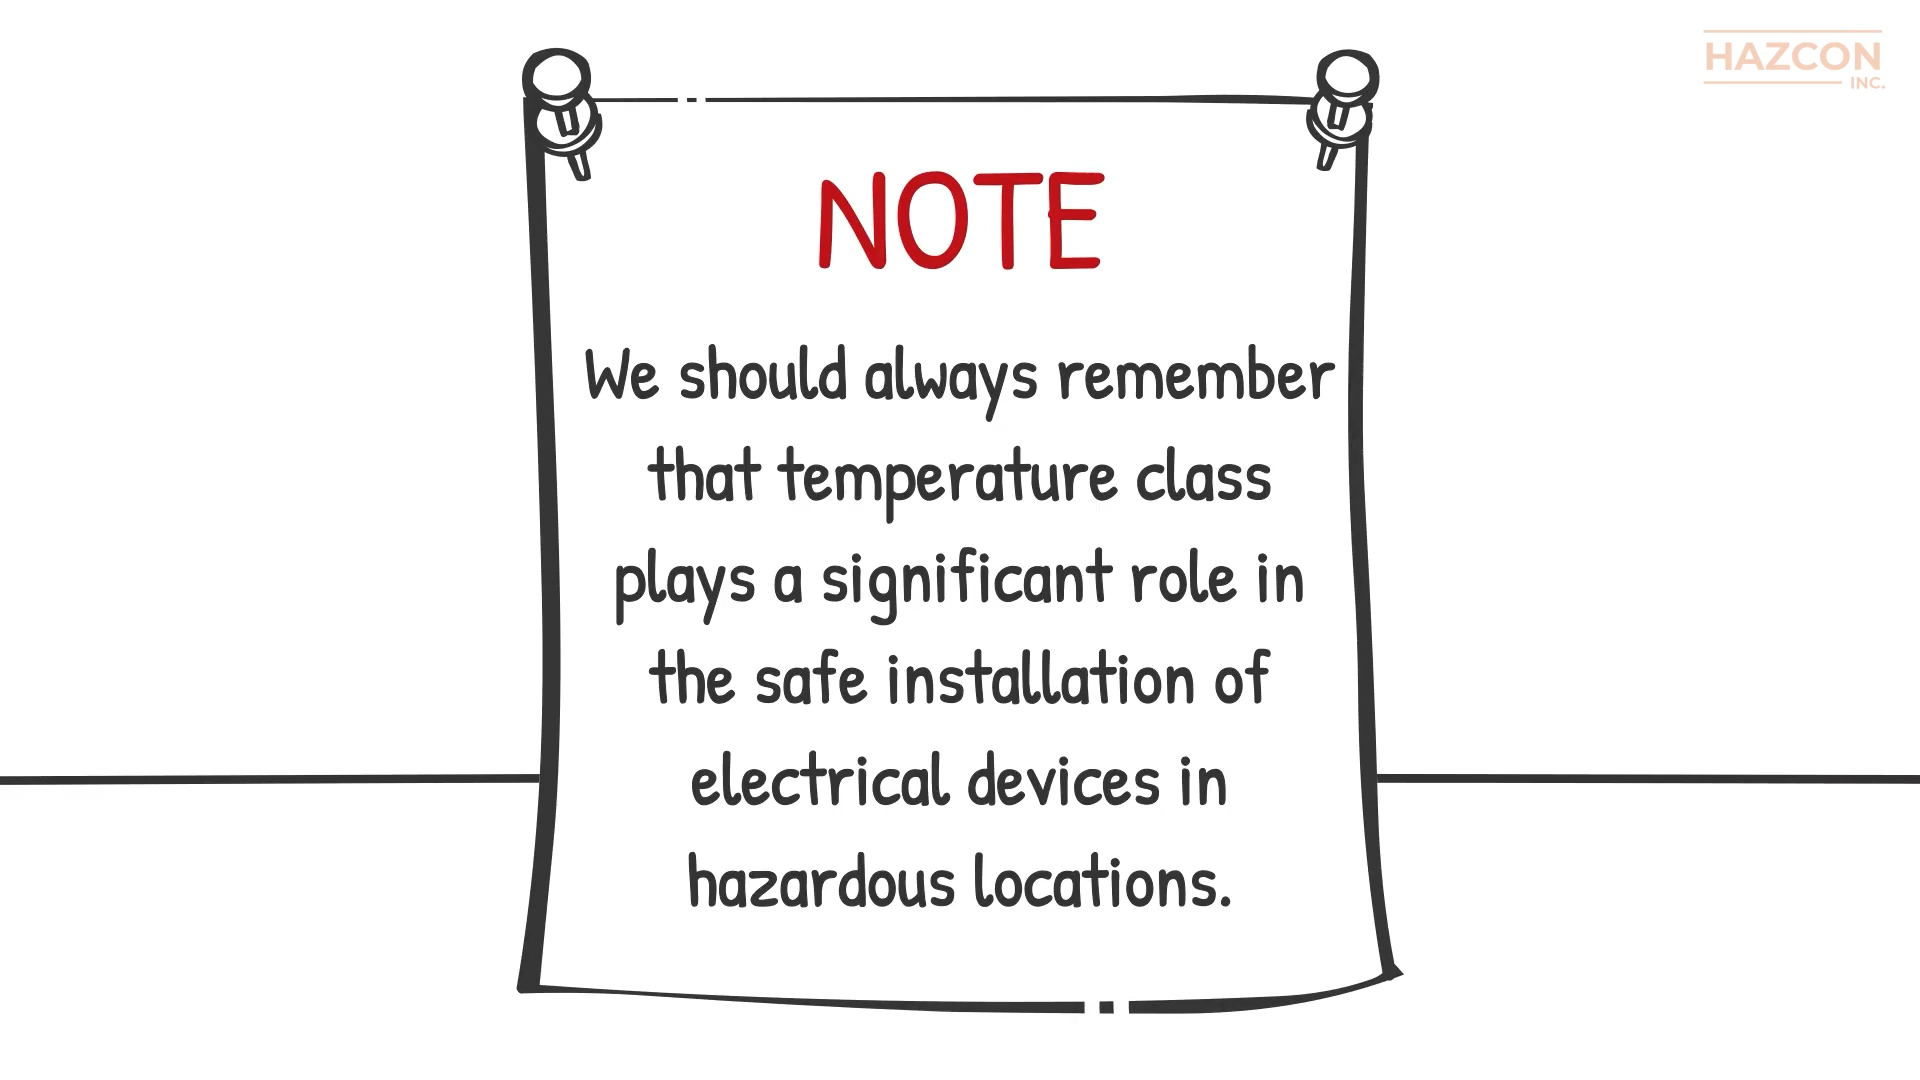 HAZCON
INC.
NOTE
We should always remember
that temperature class
plays a significant role in
the safe installation of
electrical devices in
hazardous locations.